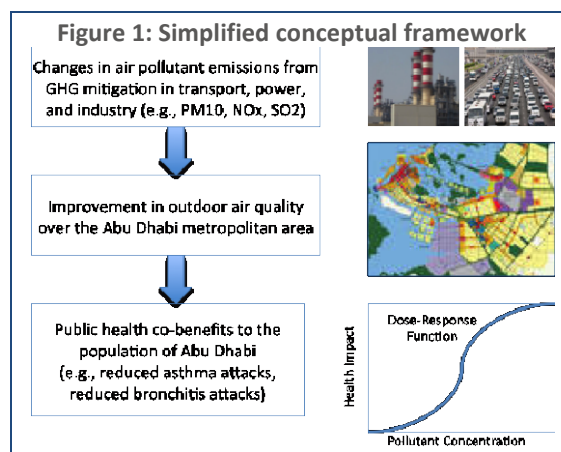 Figure 1: Simplified conceptual framework
Changes in air pollutant emissions from
GHG mitigation in transport, power,
and industry (e.g., PM10, NOx, SO2)
Improvement in outdoor air quality
over the Abu Dhabi metropolitan area
Public health co-benefits to the
population of Abu Dhabi
(e.g., reduced asthma attacks,
reduced bronchitis attacks)
Health Impact
Dose-Response
Function
Pollutant Concentration